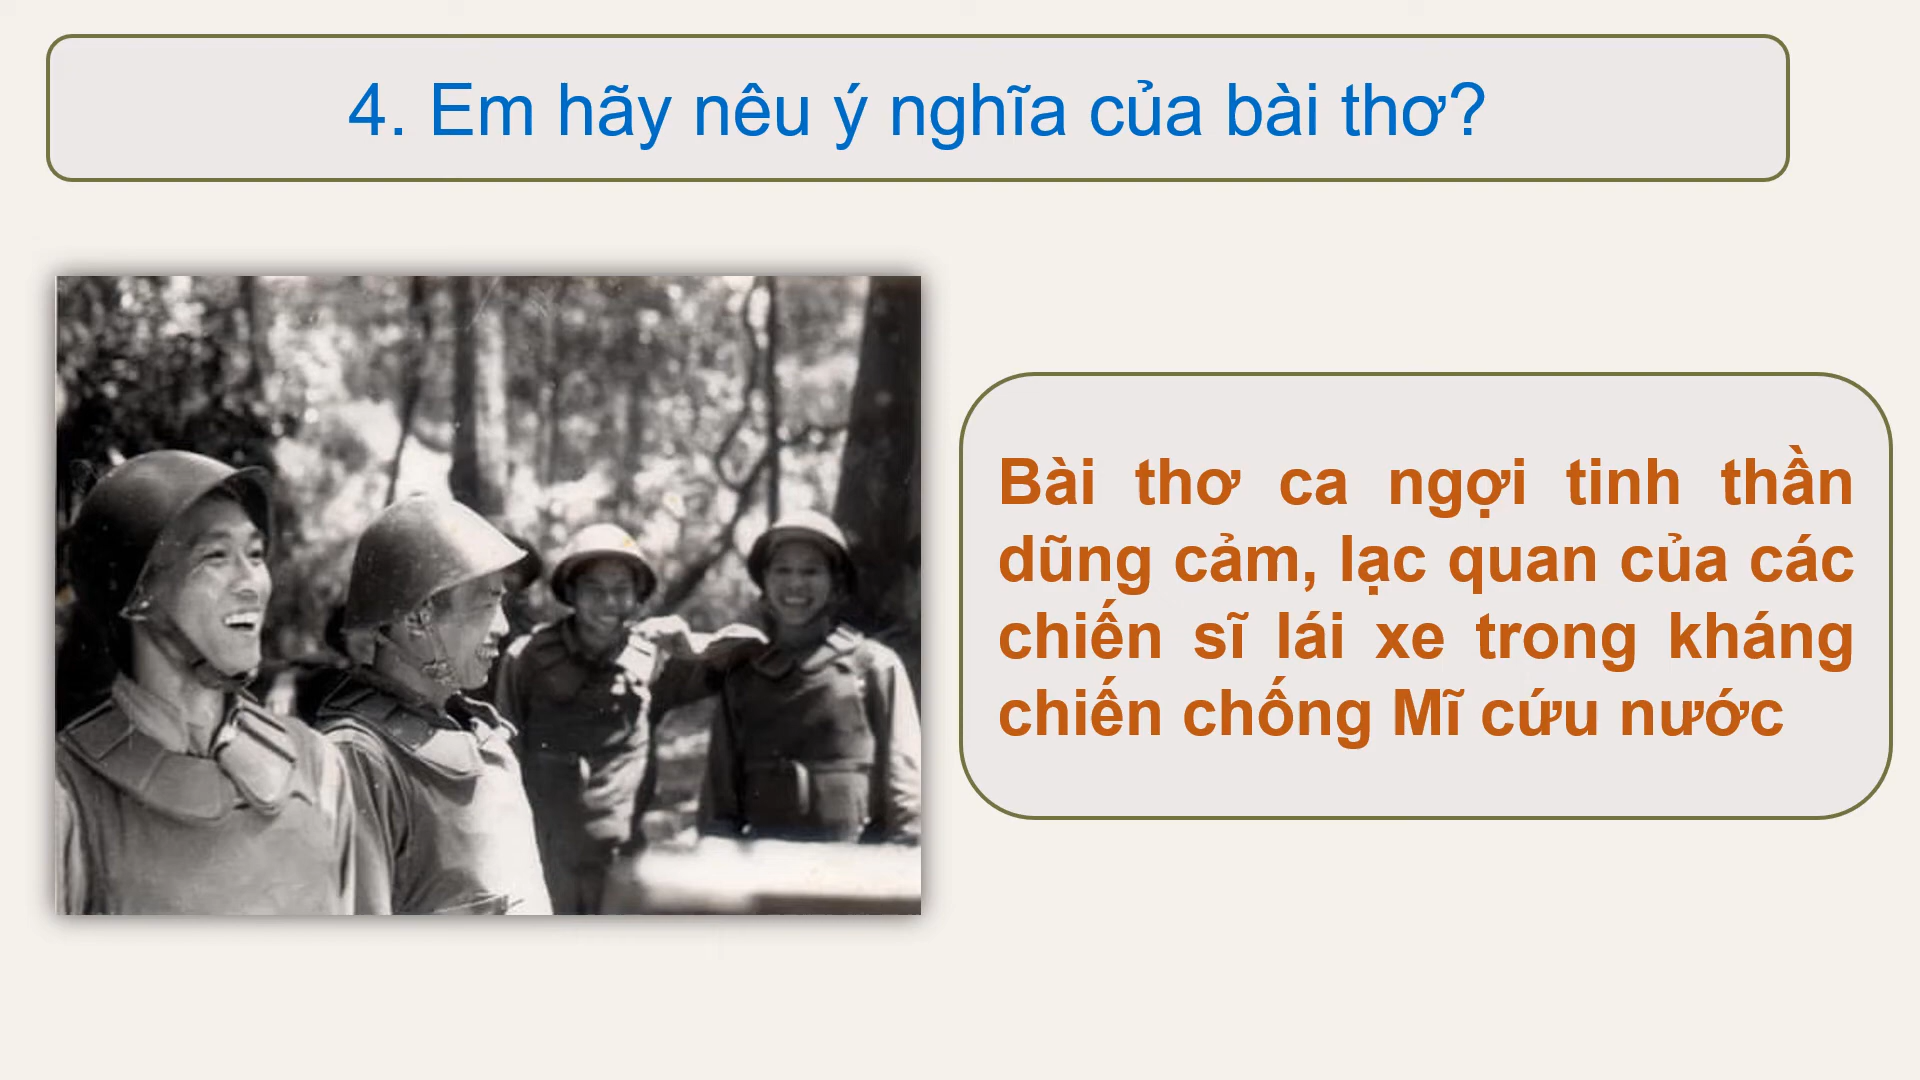 4. Em hãy nêu ý nghĩa của bài thơ?
Bài thơ ca ngợi tinh thần
dũng cảm, lạc quan của các
chiến sĩ lái xe trong kháng
chiến chống Mĩ cứu nước